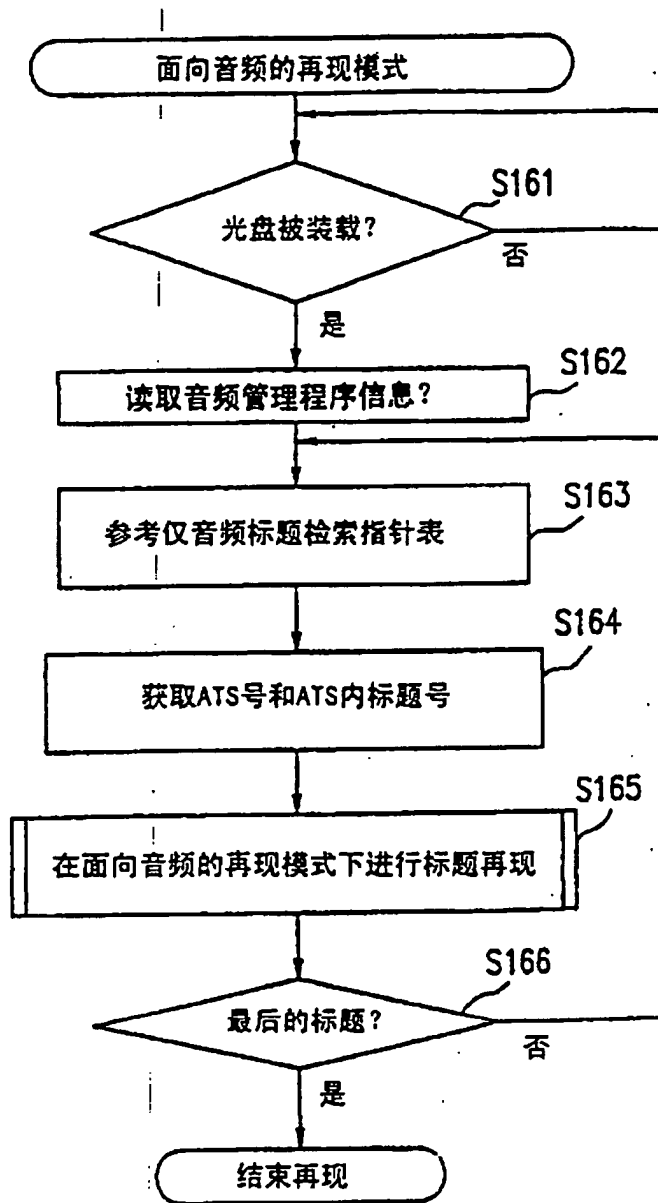 面向音频的再现模式
S161
光盘被装载?
否
是
S162
读取音频管理程序信息?
S163
参考仅音频标题检索指针表
S164
获取ATS号和ATS内标题号
S165
在面向音频的再现模式下进行标题再现
S166
最后的标题?
否
是
结束再现